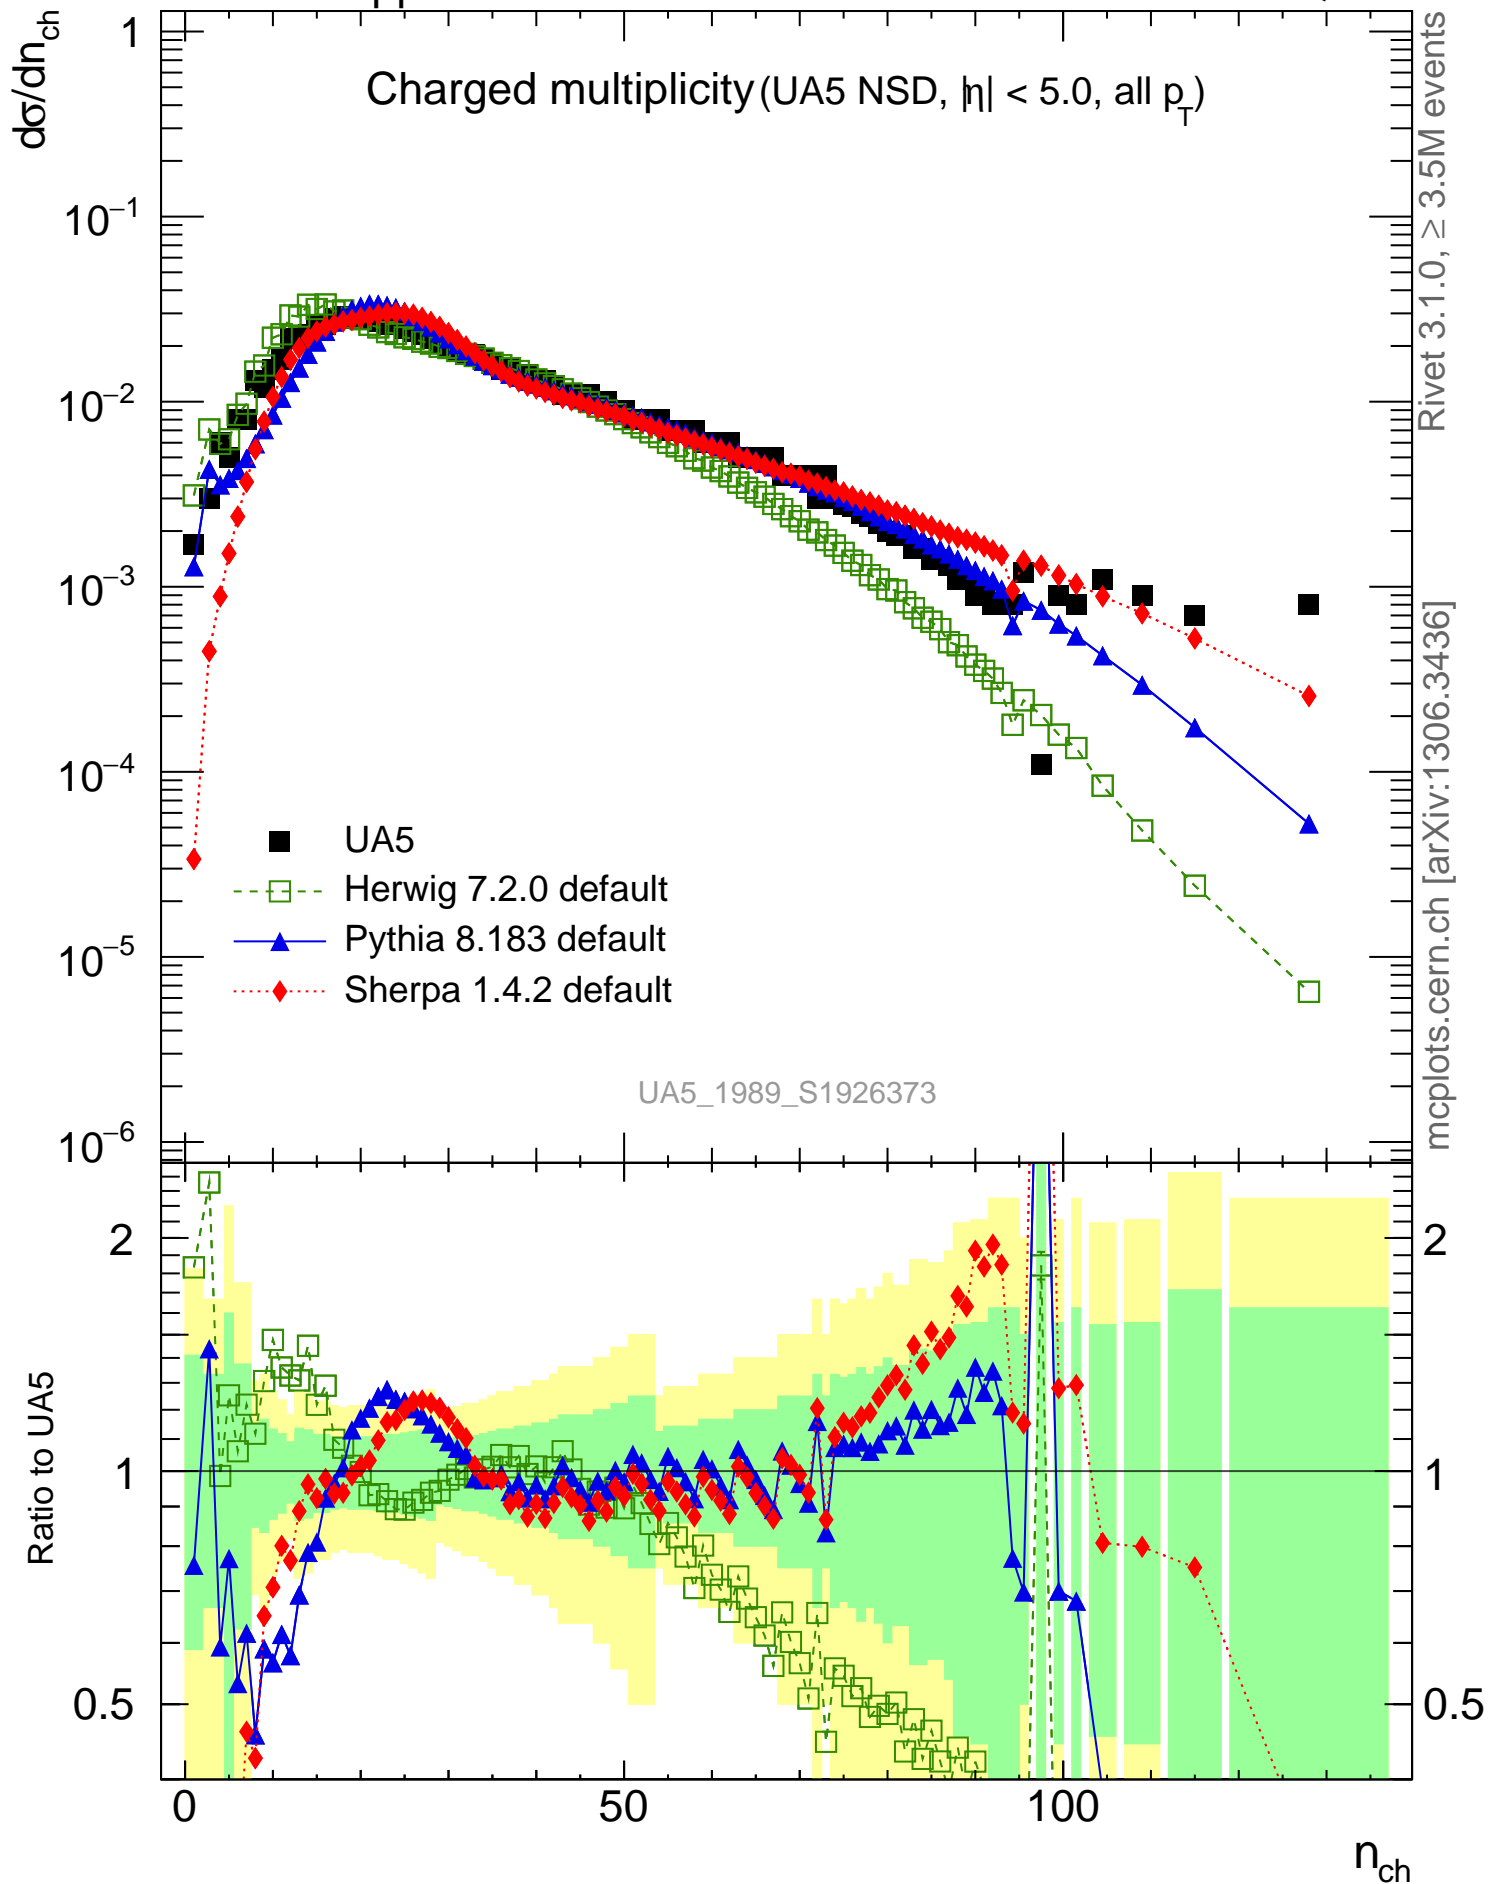 dσ/dn_ch
Charged multiplicity (UA5 NSD, |η| < 5.0, all p_T)
1
10⁻¹
10⁻²
10⁻³
10⁻⁴
10⁻⁵
10⁻⁶
UA5
Herwig 7.2.0 default
Pythia 8.183 default
Sherpa 1.4.2 default
UA5_1989_S1926373
Rivet 3.1.0, ≥ 3.5M events
mcplots.cern.ch [arXiv:1306.3436]
Ratio to UA5
2
1
0.5
2
1
0.5
0
50
100
n_ch